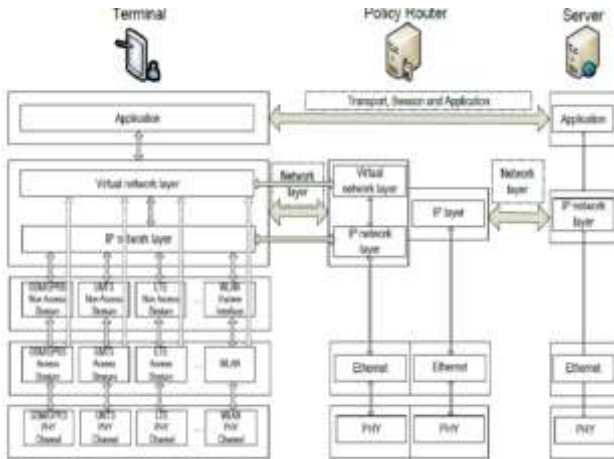 Terminal
Policy Router
Server
Transport, Session and Application
Application
Application
Virtual network layer
Network
layer
Virtual
network layer
IP layer
Network
layer
IP network layer
IP network
layer
IP network
layer
GSM/GPRS
Non Access
Stratum
UMTS
Non Access
Stratum
LTE
Non Access
Stratum
...
WLAN
GSM/GPRS
Access
Stratum
UMTS
Access
Stratum
LTE
Access
Stratum
...
WLAN
Ethernet
Ethernet
Ethernet
GSM/GPRS
PHY
Channel
UMTS
PHY
Channel
LTE
PHY
Channel
...
WLAN
PHY
Channel
PHY
PHY
PHY